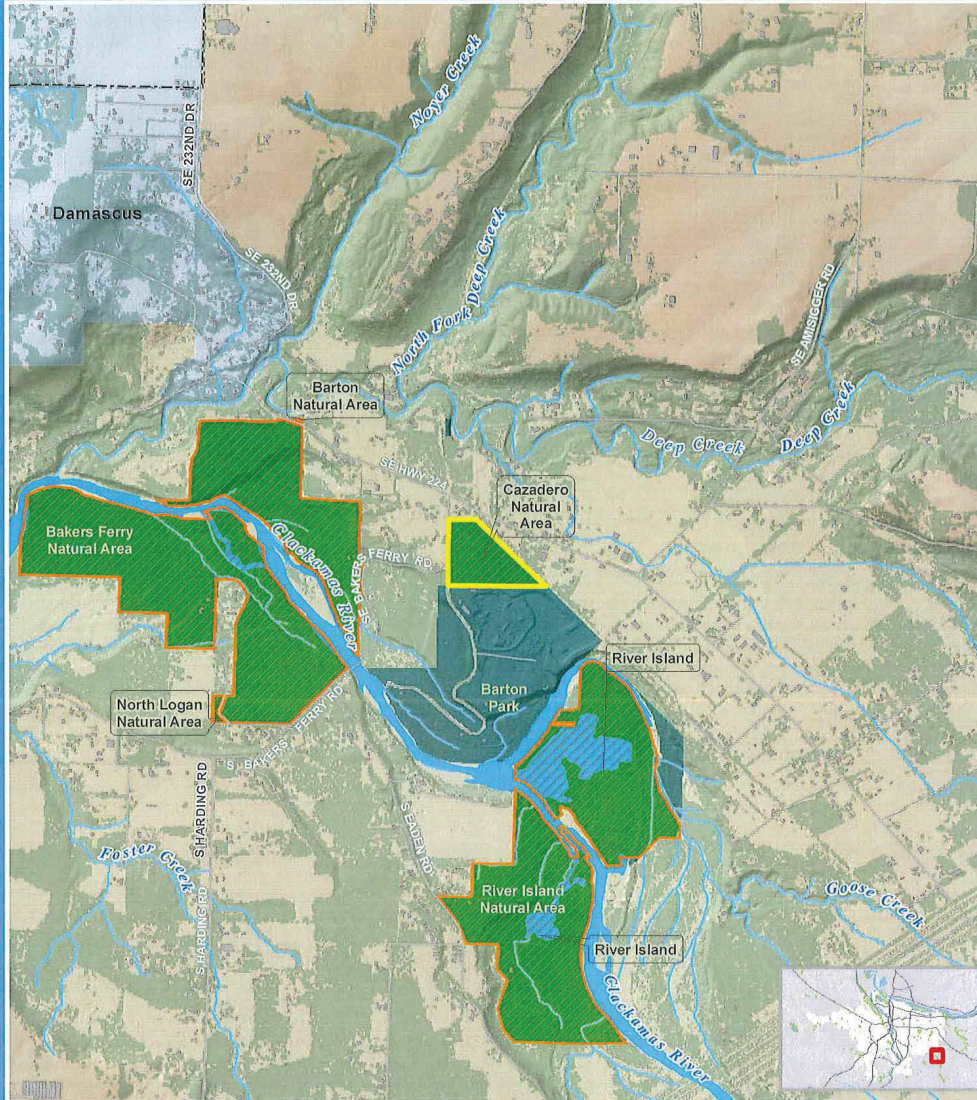 Noyer Creek
SE 232ND DR
Damascus
SE 232ND DR
North Fork Deep Creek
SE AMISIGGER RD
Barton
Natural Area
Deep Creek
Deep Creek
SE HWY 224
Cazadero
Natural
Area
Bakers Ferry
Natural Area
Clackamas River
SE BAKERS FERRY RD
River Island
Barton
Park
North Logan
Natural Area
S BAKERS FERRY RD
S HARDING RD
S EADEN RD
Foster Creek
S HARDING RD
River Island
Natural Area
Goose Creek
River Island
Clackamas River